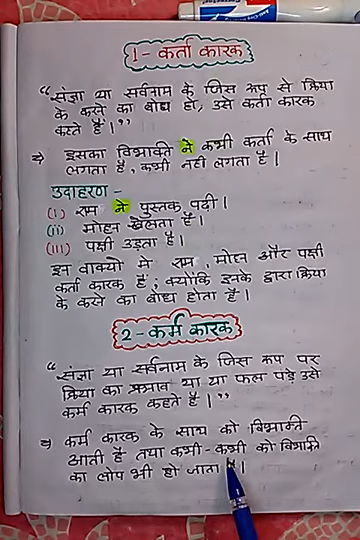 1- कर्ता कारक
“संज्ञा या सर्वनाम के जिस रूप से क्रिया
के करने का बोध हो, उसे कर्ता कारक
कहते हैं।”
⇒ इसका विभक्ति ने कभी कर्ता के साथ
लगता है, कभी नहीं लगता है।
उदाहरण -
(i) राम ने पुस्तक पढ़ी।
(ii) मोहन खेलता है।
(iii) पक्षी उड़ता है।
इन वाक्यो मे राम, मोहन और पक्षी
कर्ता कारक है, क्योंकि इनके द्वारा क्रिया
के करने का बोध होता है।
2- कर्म कारक
“संज्ञा या सर्वनाम के जिस रूप पर
क्रिया का प्रभाव या या फल पड़े उसे
कर्म कारक कहते है।”
⇒ कर्म कारक के साथ को विभक्ति
आती है तथा कभी-कभी को विभक्ति
का लोप भी हो जाता है।